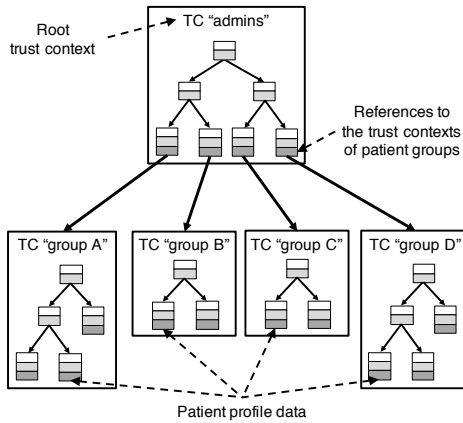 Root
trust context
TC “admins”
References to
the trust contexts
of patient groups
TC “group A”
TC “group B”
TC “group C”
TC “group D”
Patient profile data